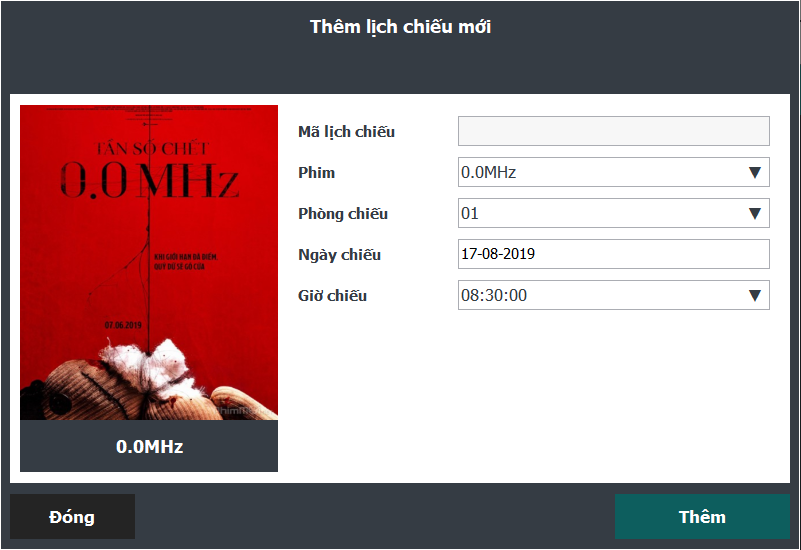 Thêm lịch chiếu mới
TẦN SỐ CHẾT
0.0 MHz
KHI GIỚI HẠN ĐÃ ĐIỂM,
QUỶ DỮ SẼ GÕ CỬA
07.06.2019
0.0MHz
Mã lịch chiếu
Phim 0.0MHz
Phòng chiếu 01
Ngày chiếu 17-08-2019
Giờ chiếu 08:30:00
Đóng Thêm